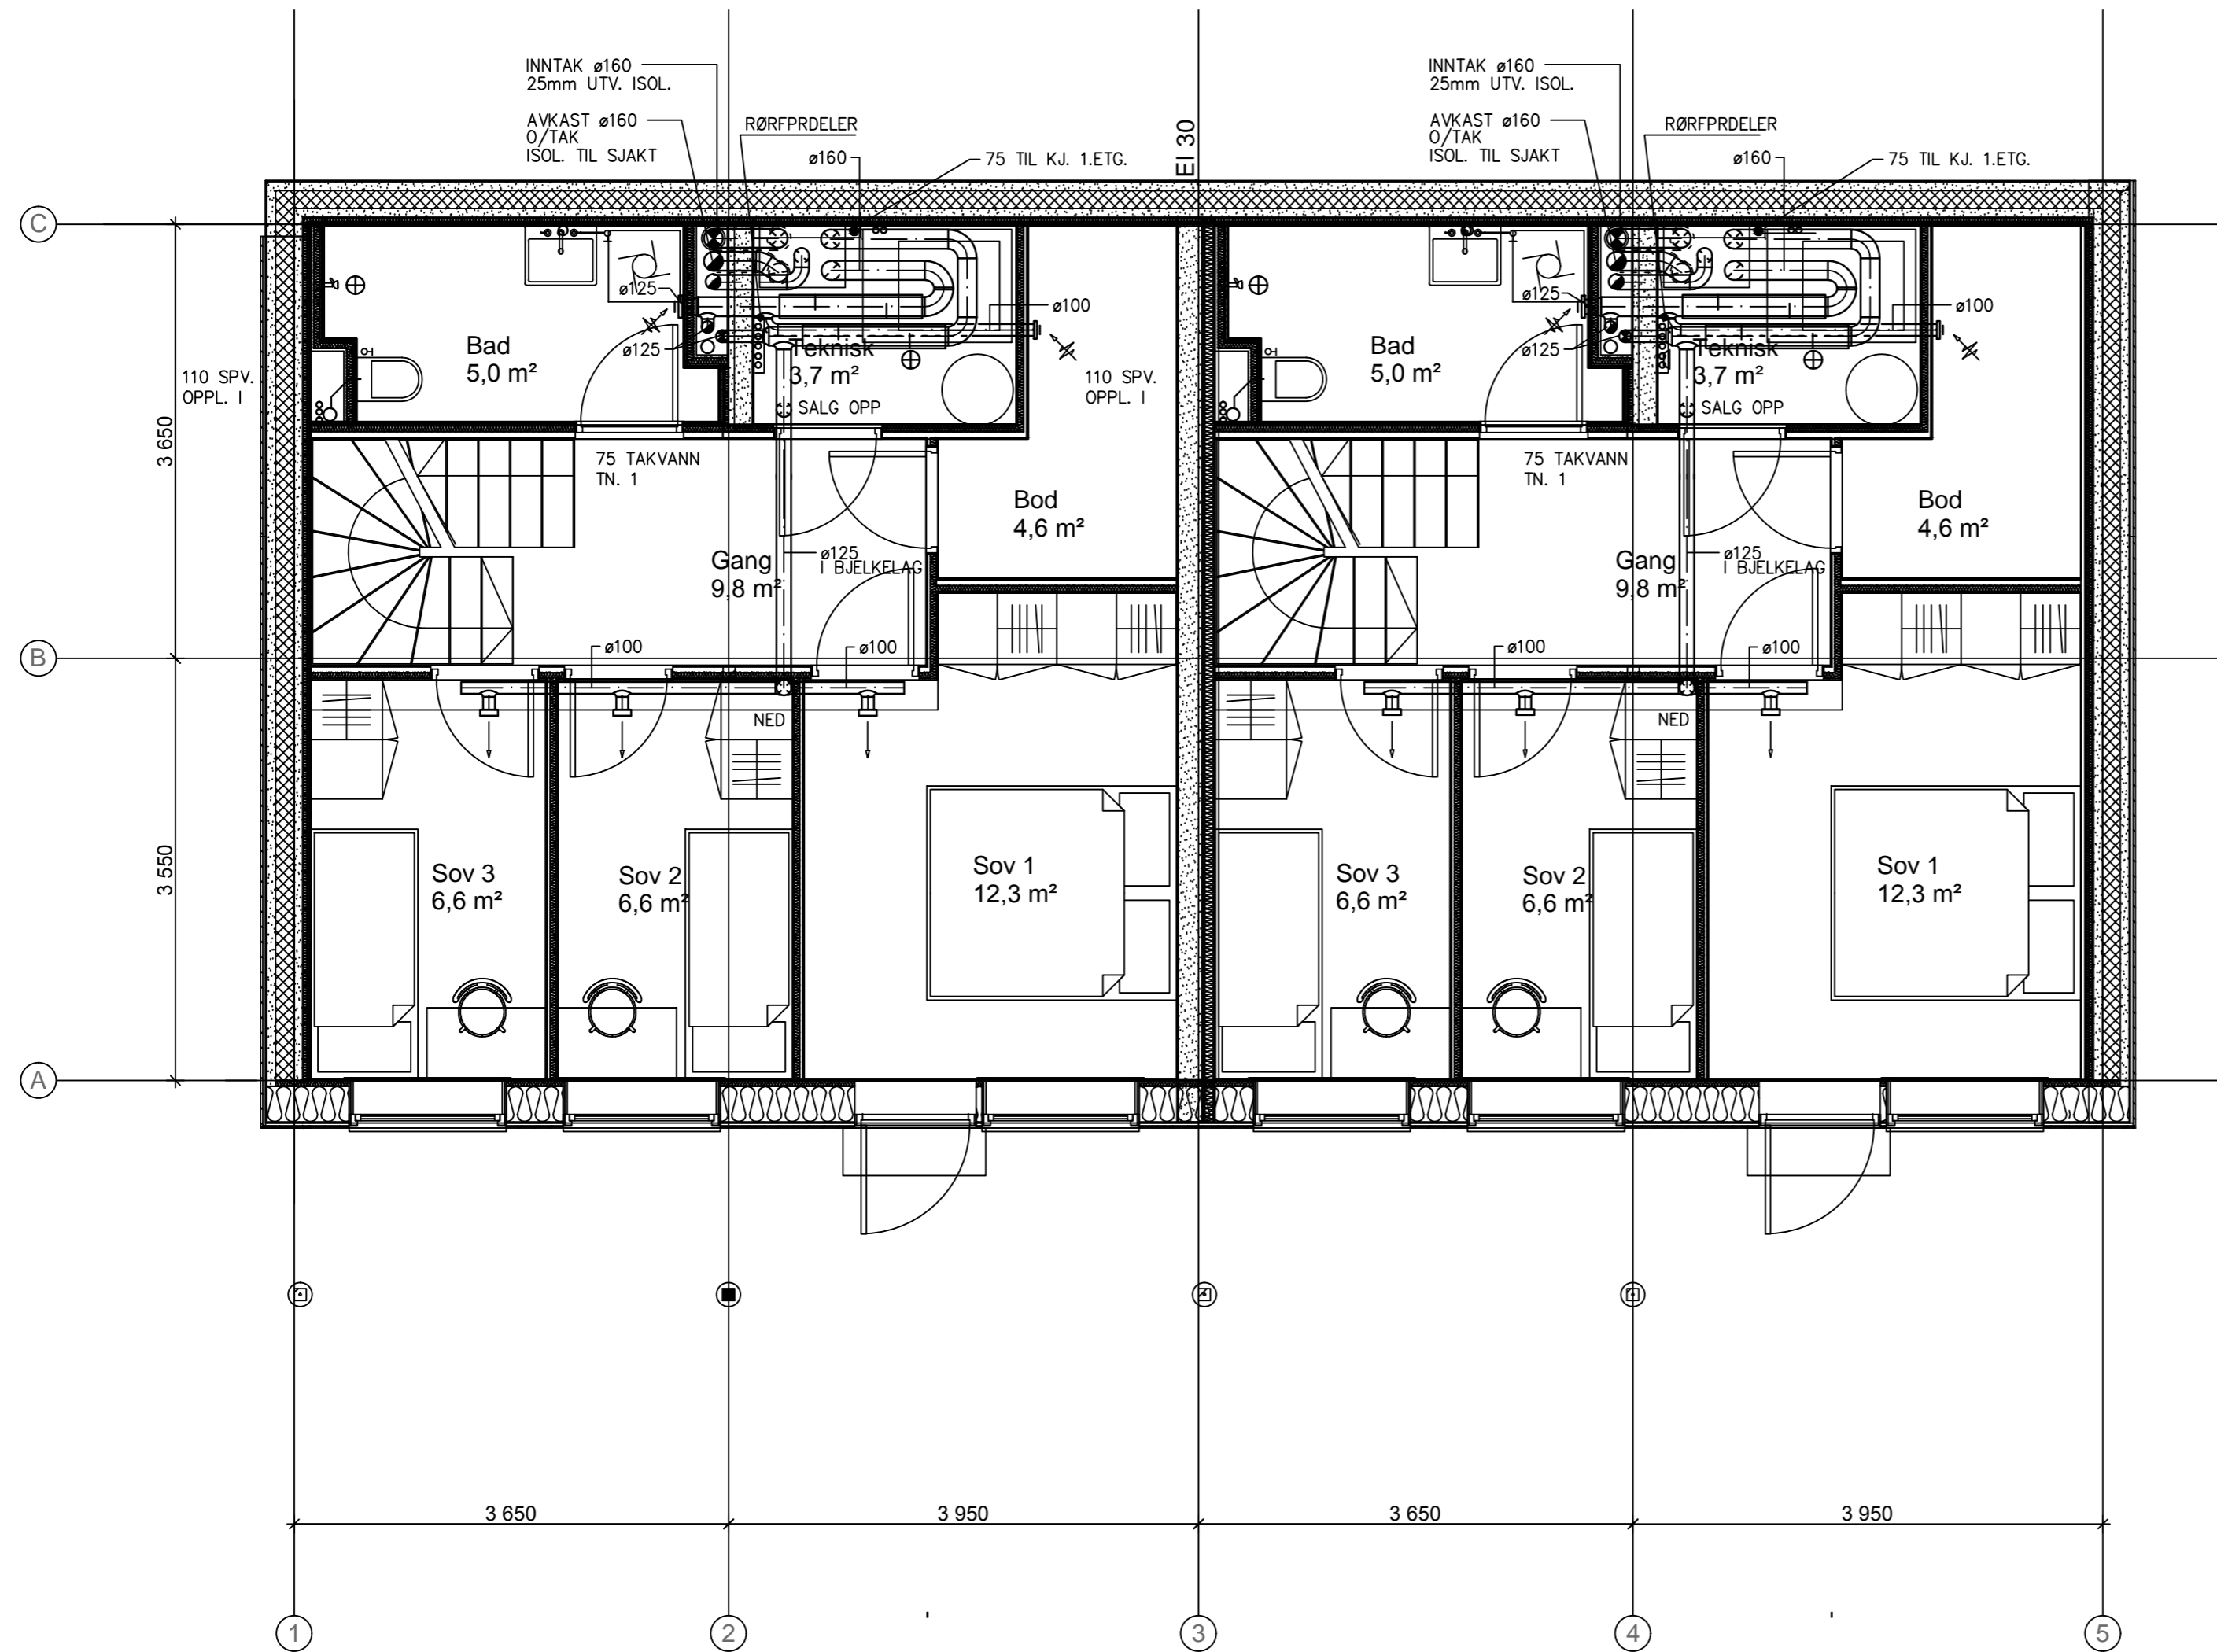 INNTAK ø160
25mm UTV. ISOL.
AVKAST ø160
O/TAK
ISOL. TIL SJAKT
RØRFPRDELER
ø160
75 TIL KJ. 1.ETG.
EI 30
INNTAK ø160
25mm UTV. ISOL.
AVKAST ø160
O/TAK
ISOL. TIL SJAKT
RØRFPRDELER
ø160
75 TIL KJ. 1.ETG.
C
ø125
ø100
ø125
ø100
Bad
5,0 m²
ø125
Teknisk
3,7 m²
SALG OPP
110 SPV.
OPPL. I
110 SPV.
OPPL. I
Bad
5,0 m²
ø125
Teknisk
3,7 m²
SALG OPP
3 650
75 TAKVANN
TN. 1
Bod
4,6 m²
75 TAKVANN
TN. 1
Bod
4,6 m²
Gang
9,8 m²
ø125
I BJELKELAG
Gang
9,8 m²
ø125
I BJELKELAG
B
ø100
ø100
ø100
ø100
NED
NED
3 550
Sov 3
6,6 m²
Sov 2
6,6 m²
Sov 1
12,3 m²
Sov 3
6,6 m²
Sov 2
6,6 m²
Sov 1
12,3 m²
A
3 650
3 950
3 650
3 950
1
2
3
4
5